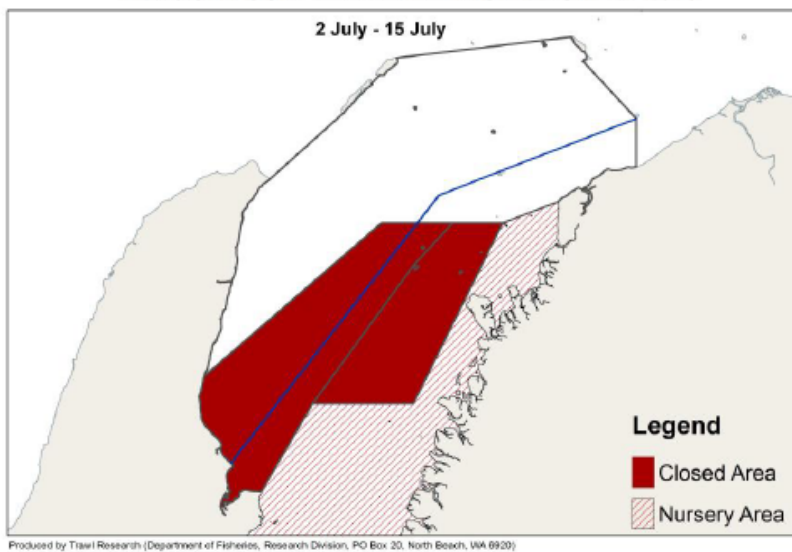 2 July - 15 July
Legend
Closed Area
Nursery Area
Produced by Trawl Research (Department of Fisheries, Research Division, PO Box 20, North Beach, WA 6920)